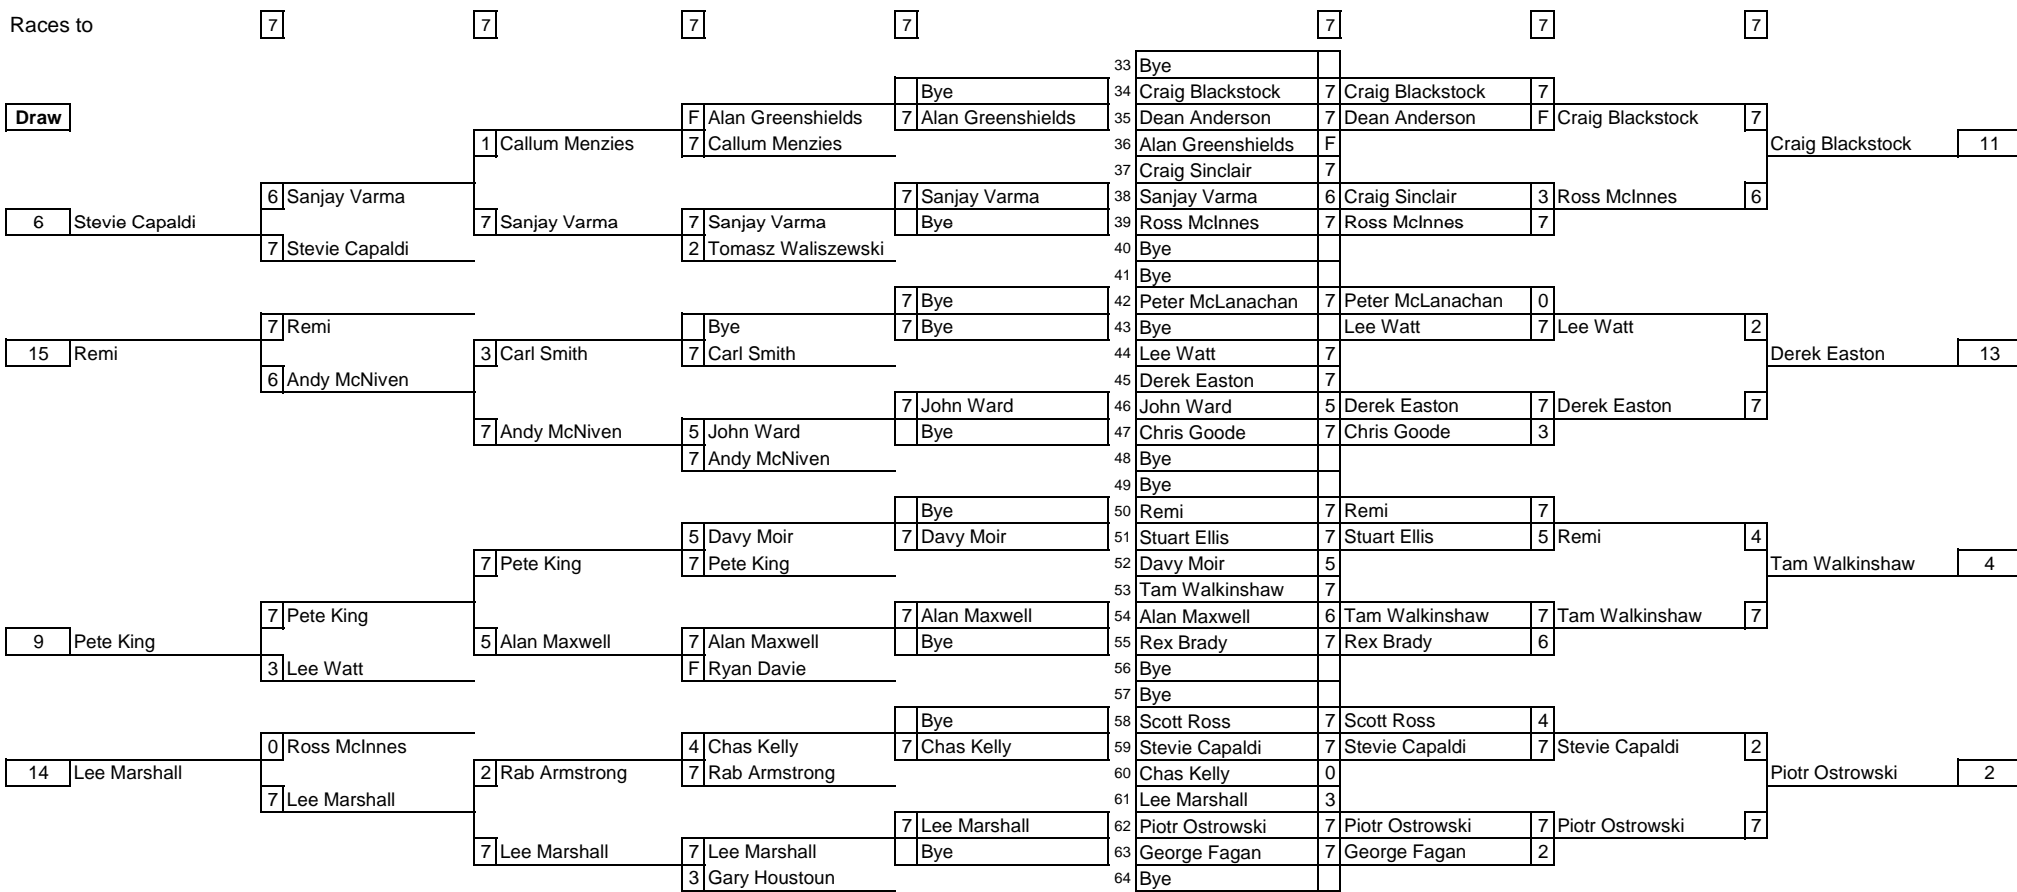 Races to 7 7 7 7 7 7 7
33 Bye
Bye 34 Craig Blackstock 7 Craig Blackstock 7
Draw F Alan Greenshields 7 Alan Greenshields 35 Dean Anderson 7 Dean Anderson F Craig Blackstock 7
1 Callum Menzies 7 Callum Menzies 36 Alan Greenshields F Craig Blackstock 11
37 Craig Sinclair 7
6 Sanjay Varma 7 Sanjay Varma 38 Sanjay Varma 6 Craig Sinclair 3 Ross McInnes 6
6 Stevie Capaldi 7 Sanjay Varma 7 Sanjay Varma Bye 39 Ross McInnes 7 Ross McInnes 7
7 Stevie Capaldi 2 Tomasz Waliszewski 40 Bye
41 Bye
7 Bye 42 Peter McLanachan 7 Peter McLanachan 0
7 Remi Bye 7 Bye 43 Bye Lee Watt 7 Lee Watt 2
15 Remi 3 Carl Smith 7 Carl Smith 44 Lee Watt 7 Derek Easton 13
6 Andy McNiven 45 Derek Easton 7
7 John Ward 46 John Ward 5 Derek Easton 7 Derek Easton 7
7 Andy McNiven 5 John Ward Bye 47 Chris Goode 7 Chris Goode 3
7 Andy McNiven 48 Bye
49 Bye
Bye 50 Remi 7 Remi 7
5 Davy Moir 7 Davy Moir 51 Stuart Ellis 7 Stuart Ellis 5 Remi 4
7 Pete King 7 Pete King 52 Davy Moir 5 Tam Walkinshaw 4
53 Tam Walkinshaw 7
7 Pete King 7 Alan Maxwell 54 Alan Maxwell 6 Tam Walkinshaw 7 Tam Walkinshaw 7
9 Pete King 5 Alan Maxwell 7 Alan Maxwell Bye 55 Rex Brady 7 Rex Brady 6
3 Lee Watt F Ryan Davie 56 Bye
57 Bye
Bye 58 Scott Ross 7 Scott Ross 4
0 Ross McInnes 4 Chas Kelly 7 Chas Kelly 59 Stevie Capaldi 7 Stevie Capaldi 7 Stevie Capaldi 2
14 Lee Marshall 2 Rab Armstrong 7 Rab Armstrong 60 Chas Kelly 0 Piotr Ostrowski 2
7 Lee Marshall 61 Lee Marshall 3
7 Lee Marshall 62 Piotr Ostrowski 7 Piotr Ostrowski 7 Piotr Ostrowski 7
7 Lee Marshall 7 Lee Marshall Bye 63 George Fagan 7 George Fagan 2
3 Gary Houstoun 64 Bye